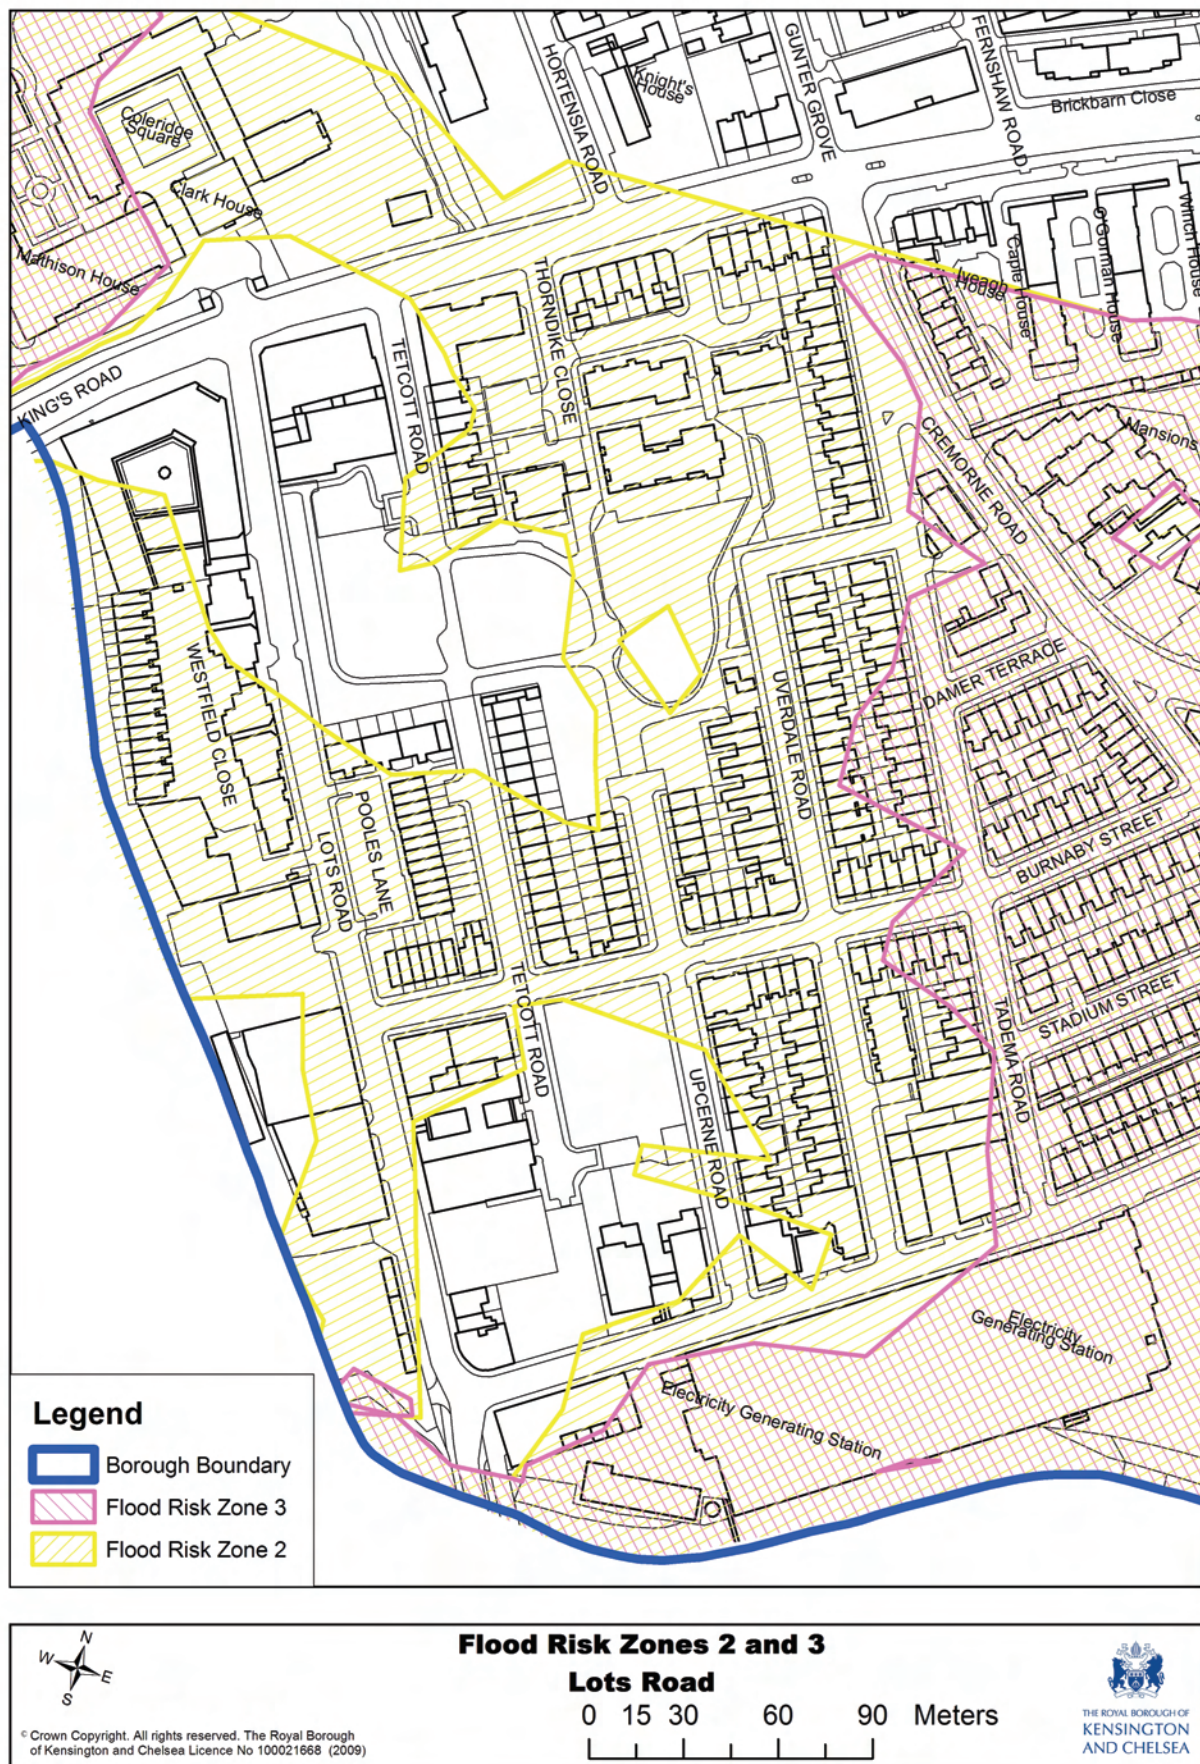 HORTENSIA ROAD
Knight's
House
GUNTER GROVE
FERNSHAW ROAD
Brickbarn Close
Coleridge
Square
Clark House
Mathison House
KING'S ROAD
TETCOTT ROAD
THORNDIKE CLOSE
Iveagh
House
Caple House
O'Gorman House
Winch House
CREMORNE ROAD
Mansions
WESTFIELD CLOSE
LOTS ROAD
POOLES LANE
UVERDALE ROAD
DAMER TERRACE
BURNABY STREET
STADIUM STREET
TETCOTT ROAD
UPCERNE ROAD
TADEMA ROAD
Electricity
Generating Station
Electricity Generating Station
Legend
Borough Boundary
Flood Risk Zone 3
Flood Risk Zone 2
N
W
E
S
Flood Risk Zones 2 and 3
Lots Road
0 15 30 60 90 Meters
© Crown Copyright. All rights reserved. The Royal Borough
of Kensington and Chelsea Licence No 100021668 (2009)
THE ROYAL BOROUGH OF
KENSINGTON
AND CHELSEA